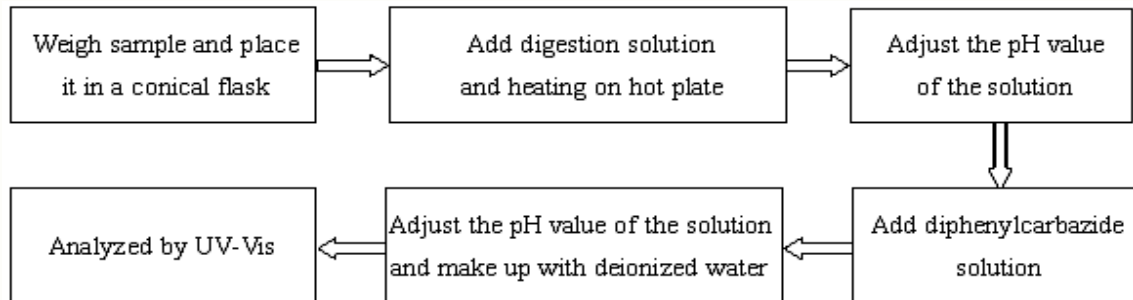 Weigh sample and place
it in a conical flask
Add digestion solution
and heating on hot plate
Adjust the pH value
of the solution
Add diphenylcarbazide
solution
Adjust the pH value of the solution
and make up with deionized water
Analyzed by UV-Vis